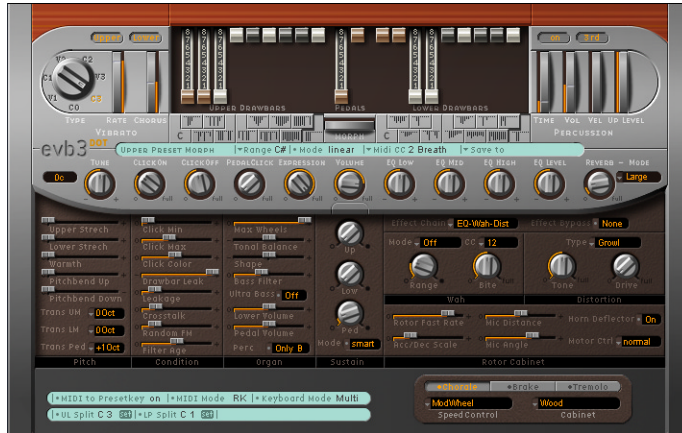 upper lower
on 3rd
V2 C2
C1 V3
V1 C3
C0
TYPE RATE CHORUS
VIBRATO
UPPER DRAWBARS PEDALS LOWER DRAWBARS
TIME VOL VEL UP LEVEL
PERCUSSION
C MORPH C
evb3
UPPER PRESET MORPH Range C# Mode linear Midi CC 2 Breath Save to
TUNE CLICK ON CLICK OFF PEDALCLICK EXPRESSION VOLUME EQ LOW EQ MID EQ HIGH EQ LEVEL REVERB - MODE
0c Large
Upper Strech Click Min Max Wheels Up Effect Chain EQ-Wah-Dist Effect Bypass None
Lower Strech Click Max Tonal Balance Mode Off CC 12 Type Growl
Warmth Click Color Shape
Pitchbend Up Drawbar Leak Bass Filter Low Range Bite Tone Drive
Pitchbend Down Leakage Ultra Bass Off
Wah Distortion
Trans UM 0Oct Crosstalk Lower Volume Rotor Fast Rate Mic Distance Horn Deflector On
Trans LM 0Oct Random FM Pedal Volume Ped
Trans Ped +1Oct Filter Age Perc Only B Mode smart Acc/Dec Scale Mic Angle Motor Ctrl normal
Pitch Condition Organ Sustain Rotor Cabinet
MIDI to Presetkey on MIDI Mode RK Keyboard Mode Multi
UL Split C 3 set LP Split C 1 set
Chorale Brake Tremolo
ModWheel Wood
Speed Control Cabinet